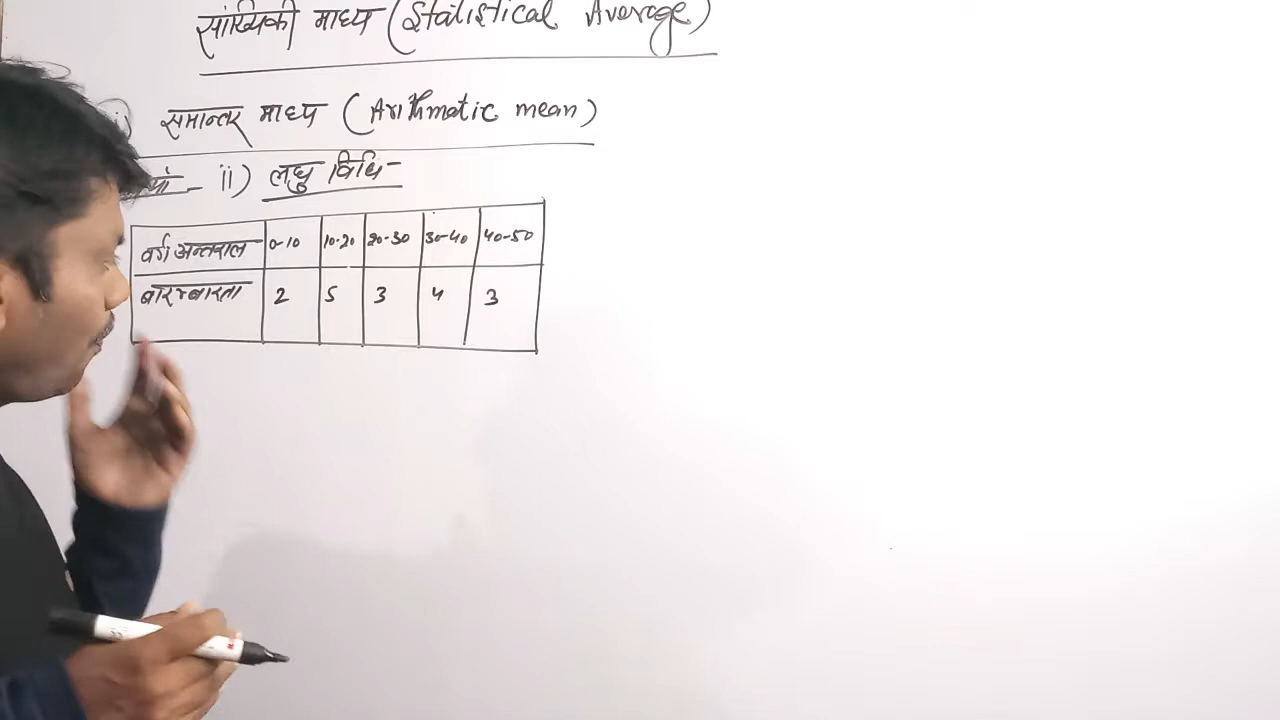 सांख्यिकी माध्य (Statistical Average)
समान्तर माध्य (Arithmatic mean)
ii) लघु विधि-
वर्ग अन्तराल 0-10 10-20 20-30 30-40 40-50
बारम्बारता 2 5 3 4 3